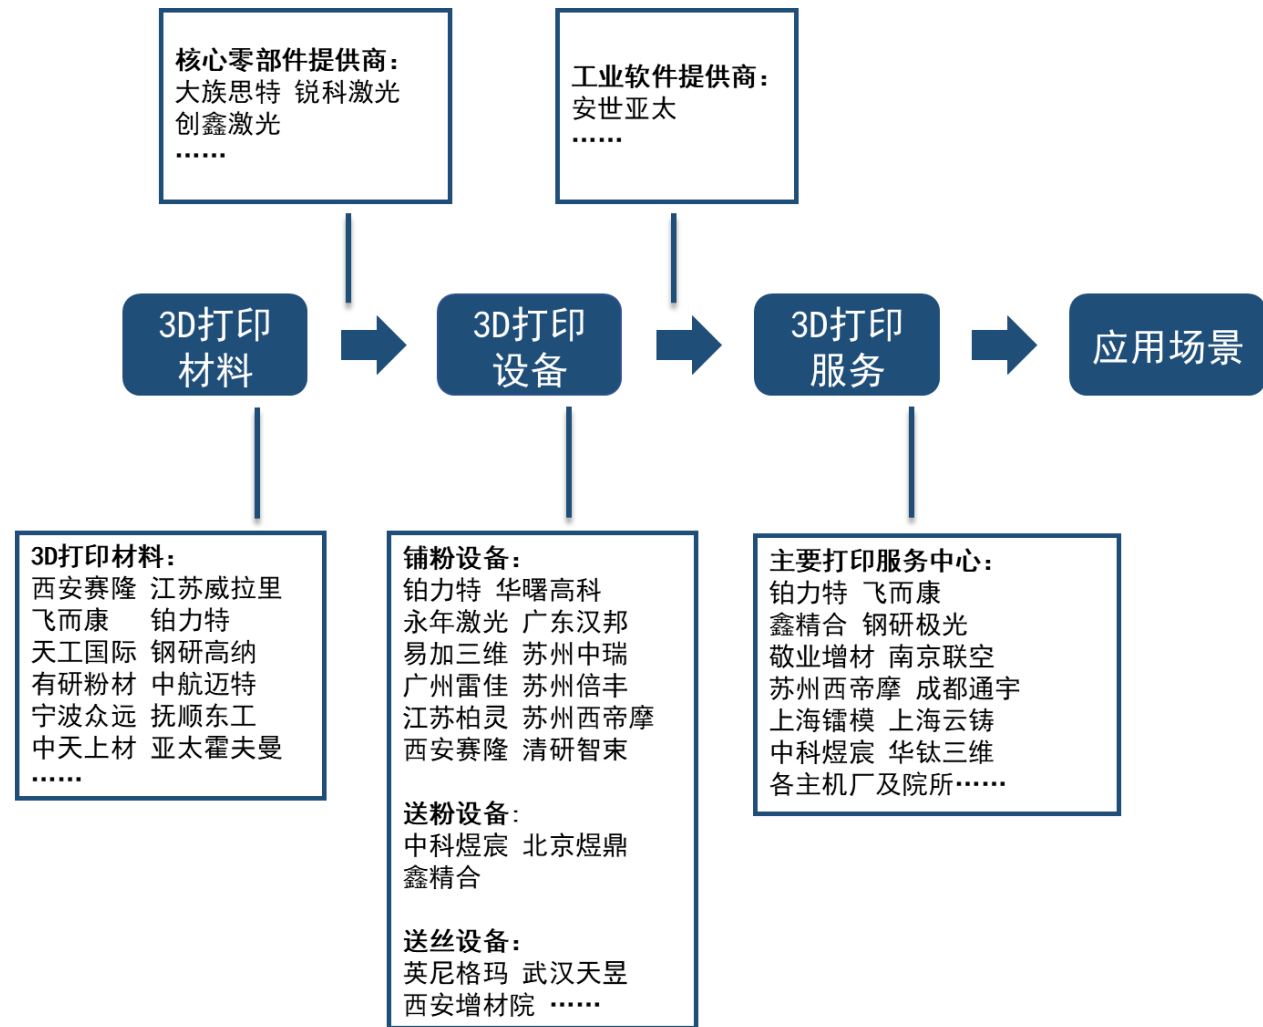 核心零部件提供商：
大族思特 锐科激光
创鑫激光
……
工业软件提供商：
安世亚太
……
3D打印
材料
3D打印
设备
3D打印
服务
应用场景
3D打印材料：
西安赛隆 江苏威拉里
飞而康 铂力特
天工国际 钢研高纳
有研粉材 中航迈特
宁波众远 抚顺东工
中天上材 亚太霍夫曼
……
铺粉设备：
铂力特 华曙高科
永年激光 广东汉邦
易加三维 苏州中瑞
广州雷佳 苏州倍丰
江苏柏灵 苏州西帝摩
西安赛隆 清研智束
送粉设备：
中科煜宸 北京煜鼎
鑫精合
送丝设备：
英尼格玛 武汉天昱
西安增材院 ……
主要打印服务中心：
铂力特 飞而康
鑫精合 钢研极光
敬业增材 南京联空
苏州西帝摩 成都通宇
上海镭模 上海云铸
中科煜宸 华钛三维
各主机厂及院所……